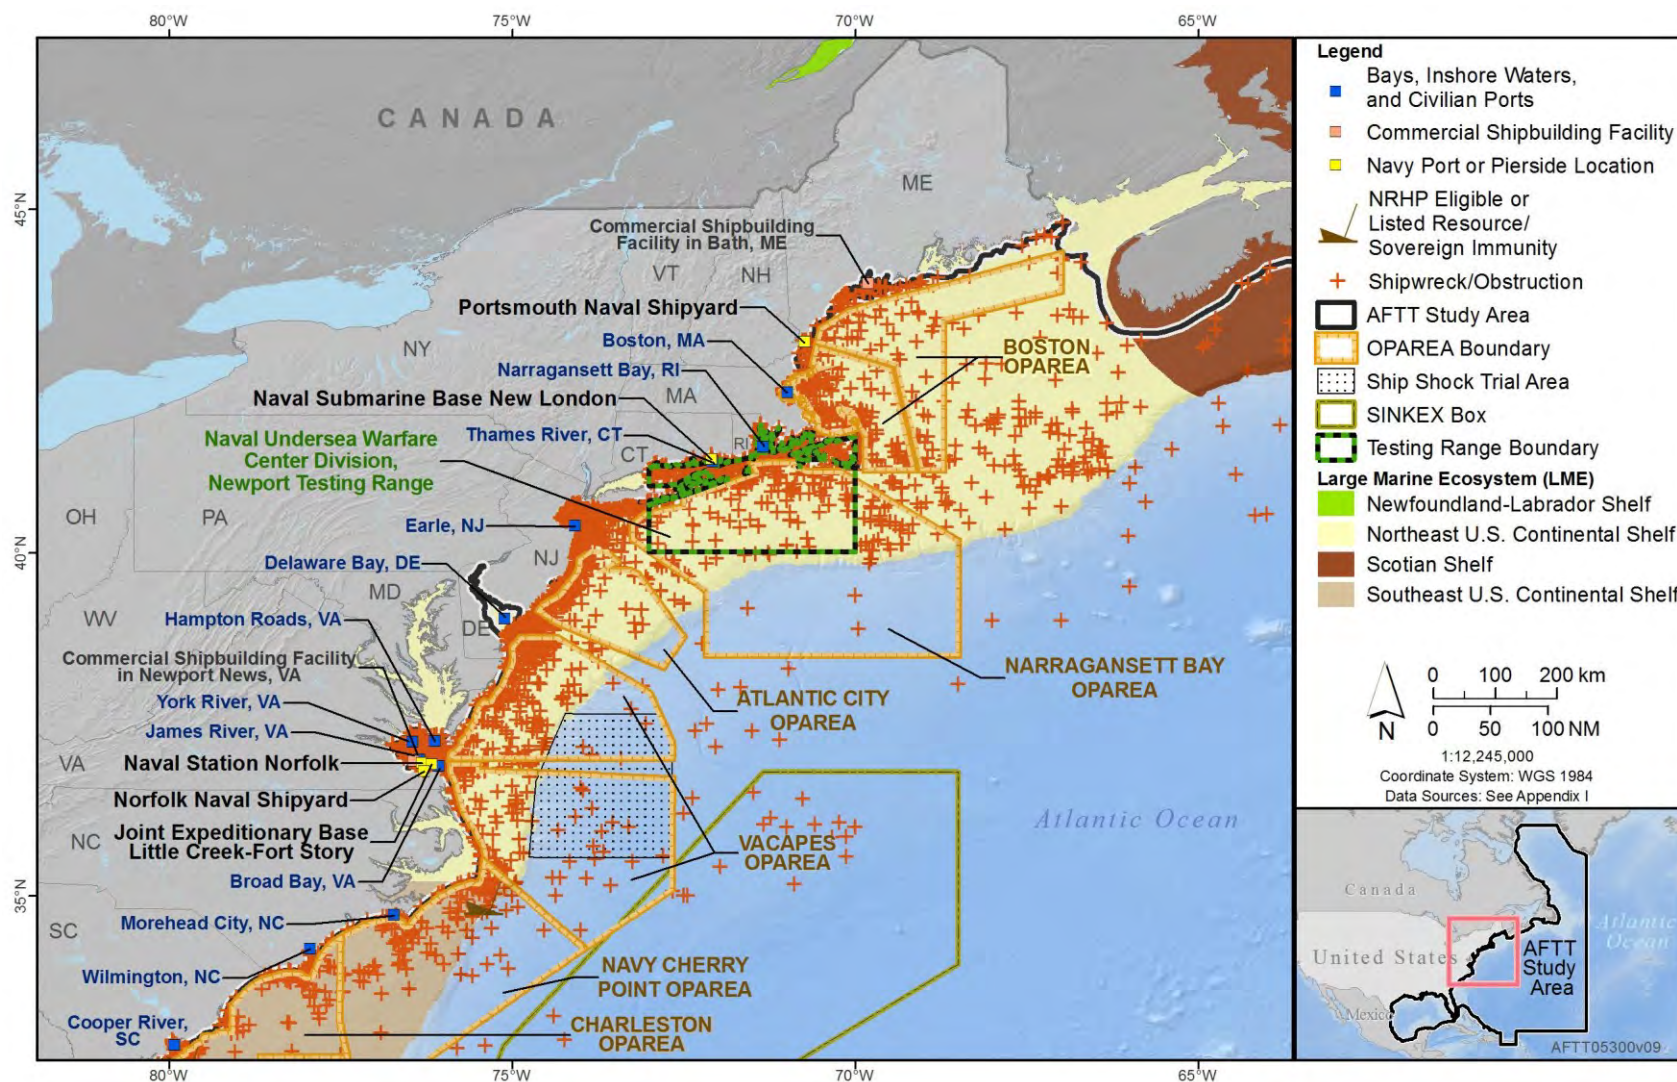 80°W
75°W
70°W
65°W
45°N
40°N
35°N
CANADA
ME
Commercial Shipbuilding
Facility in Bath, ME
VT
NH
Portsmouth Naval Shipyard
NY
Boston, MA
BOSTON
OPAREA
Narragansett Bay, RI
MA
Naval Submarine Base New London
Thames River, CT
RI
CT
Naval Undersea Warfare
Center Division,
Newport Testing Range
OH
PA
Earle, NJ
NJ
Delaware Bay, DE
MD
WV
DE
Hampton Roads, VA
Commercial Shipbuilding Facility
in Newport News, VA
NARRAGANSETT BAY
OPAREA
ATLANTIC CITY
OPAREA
York River, VA
James River, VA
VA
Naval Station Norfolk
Norfolk Naval Shipyard
Atlantic Ocean
NC
Joint Expeditionary Base
Little Creek-Fort Story
VACAPES
OPAREA
Broad Bay, VA
Morehead City, NC
SC
Wilmington, NC
NAVY CHERRY
POINT OPAREA
Cooper River,
SC
CHARLESTON
OPAREA
80°W
75°W
70°W
65°W
Legend
Bays, Inshore Waters,
and Civilian Ports
Commercial Shipbuilding Facility
Navy Port or Pierside Location
NRHP Eligible or
Listed Resource/
Sovereign Immunity
Shipwreck/Obstruction
AFTT Study Area
OPAREA Boundary
Ship Shock Trial Area
SINKEX Box
Testing Range Boundary
Large Marine Ecosystem (LME)
Newfoundland-Labrador Shelf
Northeast U.S. Continental Shelf
Scotian Shelf
Southeast U.S. Continental Shelf
0 100 200 km
0 50 100 NM
N
1:12,245,000
Coordinate System: WGS 1984
Data Sources: See Appendix I
Canada
United States
Atlantic
Ocean
AFTT
Study
Area
Mexico
AFTT05300v09